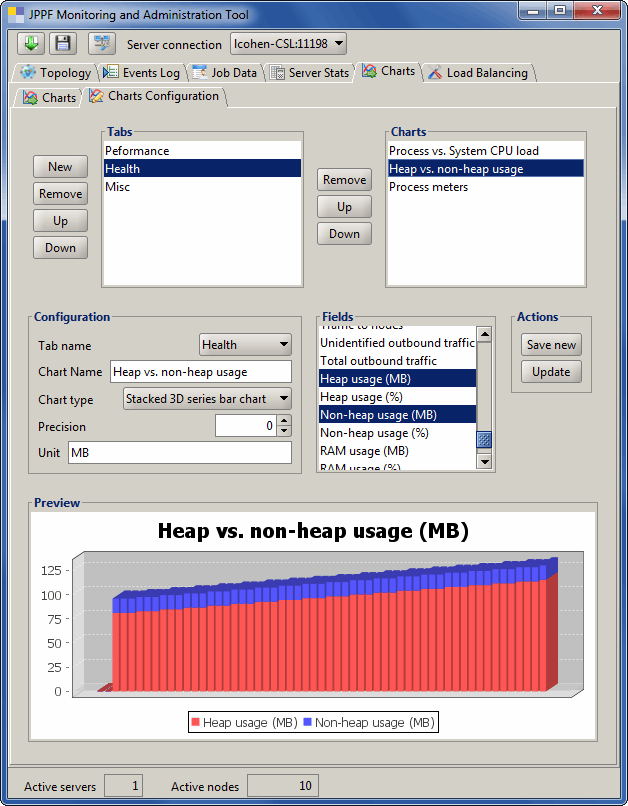 JPPF Monitoring and Administration Tool
Server connection lcohen-CSL:11198
Topology Events Log Job Data Server Stats Charts Load Balancing
Charts Charts Configuration
Tabs
Peformance
Health
Misc
New
Remove
Up
Down
Charts
Process vs. System CPU load
Heap vs. non-heap usage
Process meters
Remove
Up
Down
Configuration
Tab name Health
Chart Name Heap vs. non-heap usage
Chart type Stacked 3D series bar chart
Precision 0
Unit MB
Fields
Traffic to nodes
Unidentified outbound traffic
Total outbound traffic
Heap usage (MB)
Heap usage (%)
Non-heap usage (MB)
Non-heap usage (%)
RAM usage (MB)
RAM usage (%)
Actions
Save new
Update
Preview
Heap vs. non-heap usage (MB)
125
100
75
50
25
0
Heap usage (MB) Non-heap usage (MB)
Active servers 1 Active nodes 10